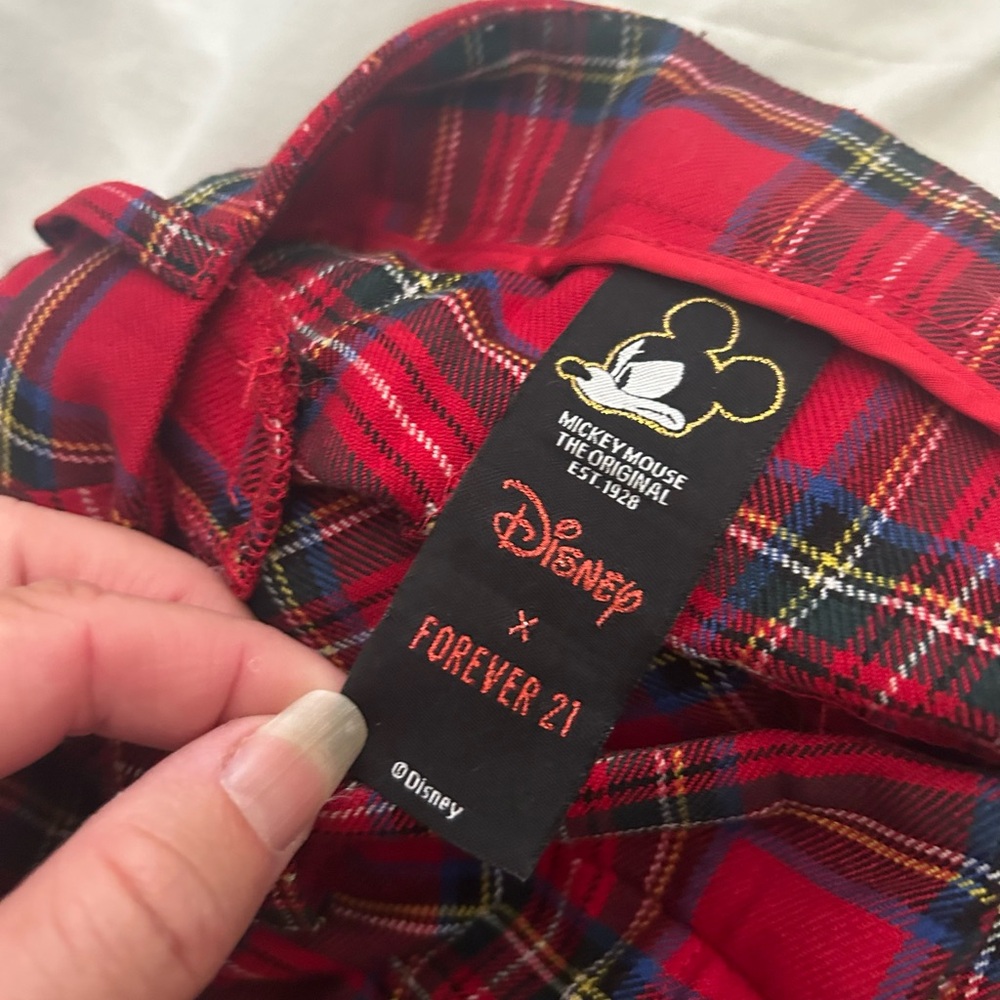 MICKEY MOUSE
THE ORIGINAL
EST.1928
Disney
x
FOREVER 21
©Disney